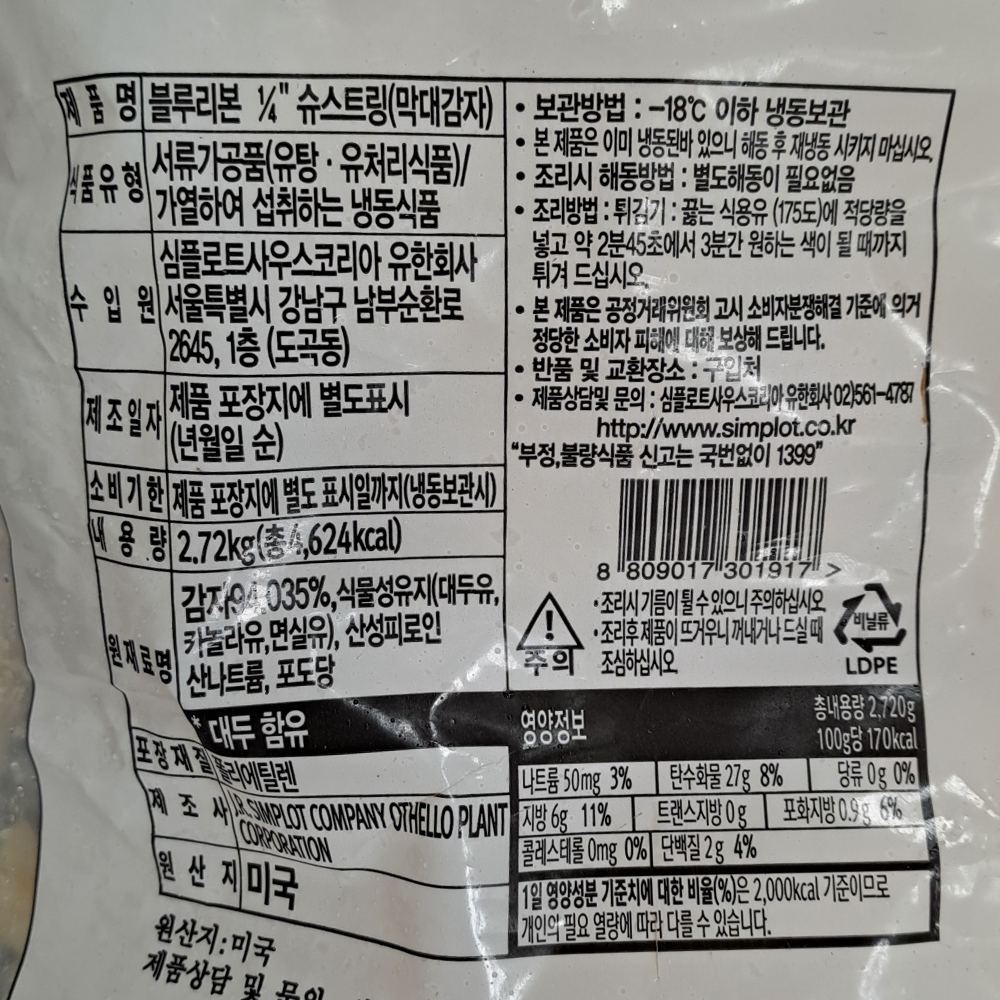 제품명 블루리본 ¼" 슈스트링(막대감자)
식품유형 서류가공품(유탕·유처리식품)/
가열하여 섭취하는 냉동식품
수입원 심플로트사우스코리아 유한회사
서울특별시 강남구 남부순환로
2645, 1층 (도곡동)
제조일자 제품 포장지에 별도표시
(년월일 순)
소비기한 제품 포장지에 별도 표시일까지(냉동보관시)
내용량 2.72kg(총4,624kcal)
원재료명 감자94.035%,식물성유지(대두유,
카놀라유,면실유), 산성피로인
산나트륨, 포도당
* 대두 함유
포장재질 폴리에틸렌
제조사 J.R.SIMPLOT COMPANY OTHELLO PLANT
CORPORATION
원산지 미국
원산지:미국
제품상담 및 문의
• 보관방법 : -18℃ 이하 냉동보관
• 본 제품은 이미 냉동된바 있으니 해동 후 재냉동 시키지 마십시오.
• 조리시 해동방법 : 별도해동이 필요없음
• 조리방법 : 튀김기 : 끓는 식용유 (175도)에 적당량을
넣고 약 2분45초에서 3분간 원하는 색이 될 때까지
튀겨 드십시오.
• 본 제품은 공정거래위원회 고시 소비자분쟁해결 기준에 의거
정당한 소비자 피해에 대해 보상해 드립니다.
• 반품 및 교환장소 : 구입처
• 제품상담및 문의 : 심플로트사우스코리아 유한회사 02)561-4787
http://www.simplot.co.kr
"부정,불량식품 신고는 국번없이 1399"
8 809017 301917 >
주의
•조리시 기름이 튈 수 있으니 주의하십시오.
•조리후 제품이 뜨거우니 꺼내거나 드실 때
조심하십시오.
비닐류
LDPE
영양정보
총내용량 2,720g
100g당 170kcal
나트륨 50mg 3% 탄수화물 27g 8% 당류 0g 0%
지방 6g 11% 트랜스지방 0g 포화지방 0.9g 6%
콜레스테롤 0mg 0% 단백질 2g 4%
1일 영양성분 기준치에 대한 비율(%)은 2,000kcal 기준이므로
개인의 필요 열량에 따라 다를 수 있습니다.